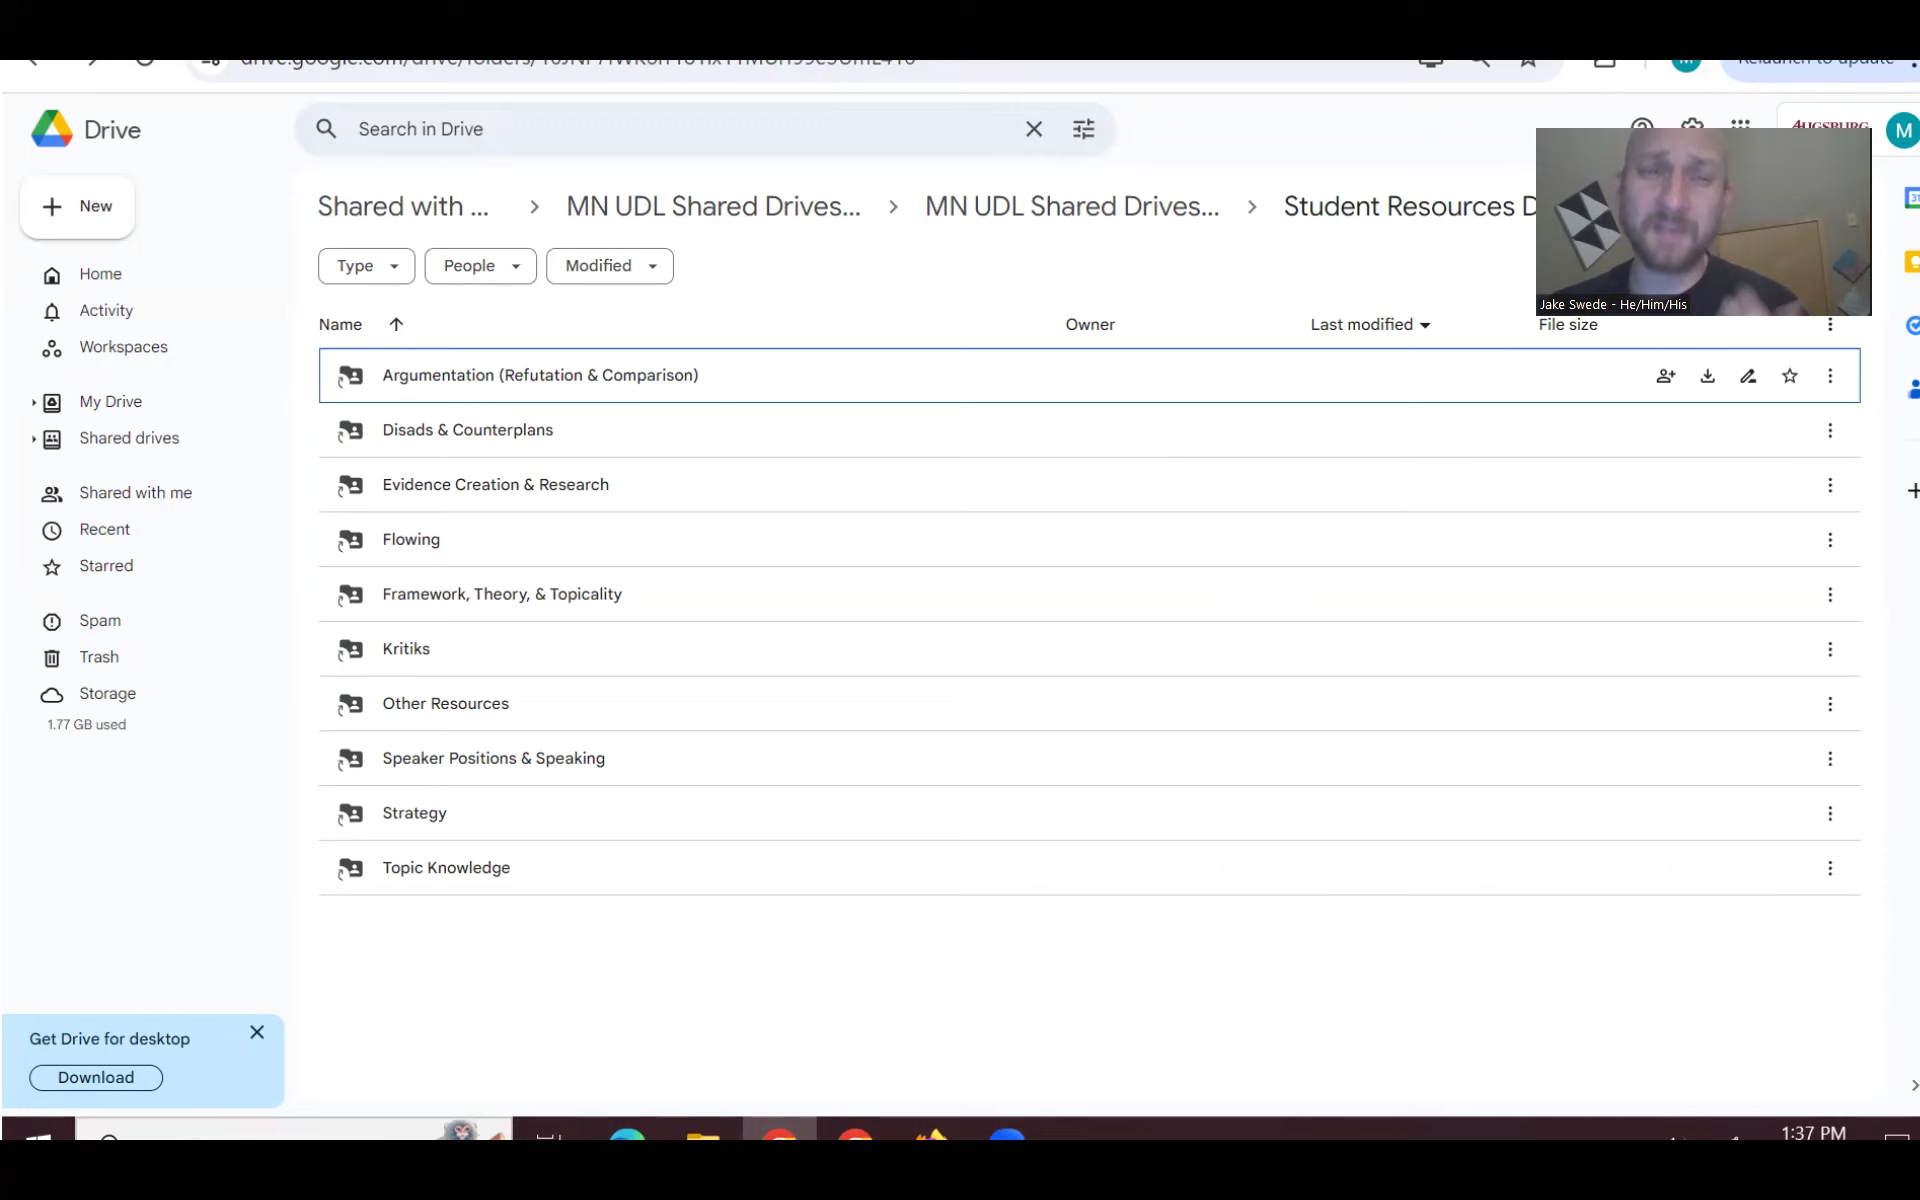 Relaunch to update
Drive
Search in Drive
AUGSBURG
M
New
Shared with ...
MN UDL Shared Drives...
MN UDL Shared Drives...
Student Resources D
Type
People
Modified
Home
Activity
Workspaces
My Drive
Shared drives
Shared with me
Recent
Starred
Spam
Trash
Storage
1.77 GB used
Jake Swede - He/Him/His
Name
Owner
Last modified
File size
Argumentation (Refutation & Comparison)
Disads & Counterplans
Evidence Creation & Research
Flowing
Framework, Theory, & Topicality
Kritiks
Other Resources
Speaker Positions & Speaking
Strategy
Topic Knowledge
Get Drive for desktop
Download
1:37 PM